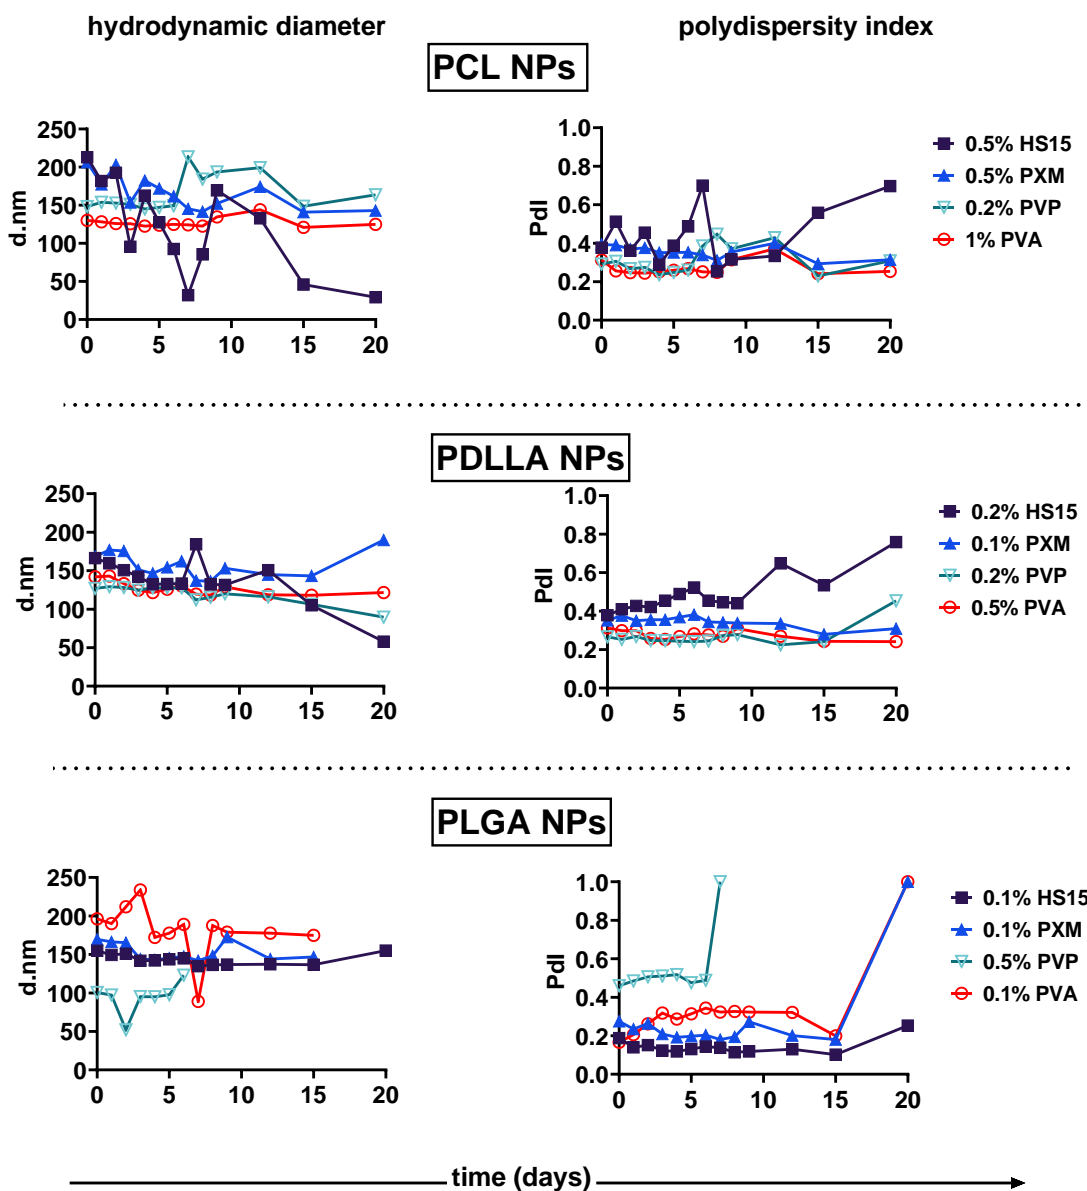 hydrodynamic diameter polydispersity index
PCL NPs
250
200
150
100
50
0
d.nm
0 5 10 15 20
1.0
0.8
0.6
0.4
0.2
0.0
PdI
0 5 10 15 20
0.5% HS15
0.5% PXM
0.2% PVP
1% PVA
PDLLA NPs
250
200
150
100
50
0
d.nm
0 5 10 15 20
1.0
0.8
0.6
0.4
0.2
0.0
PdI
0 5 10 15 20
0.2% HS15
0.1% PXM
0.2% PVP
0.5% PVA
PLGA NPs
250
200
150
100
50
0
d.nm
0 5 10 15 20
1.0
0.8
0.6
0.4
0.2
0.0
PdI
0 5 10 15 20
0.1% HS15
0.1% PXM
0.5% PVP
0.1% PVA
time (days)